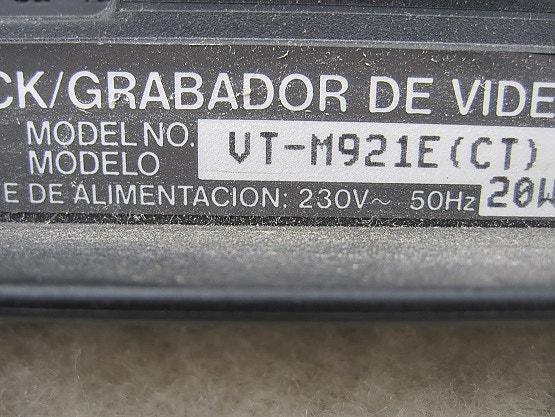 CK/GRABADOR DE VIDE
MODEL NO. VT-M921E(CT)
MODELO
E DE ALIMENTACION: 230V~ 50Hz 20W